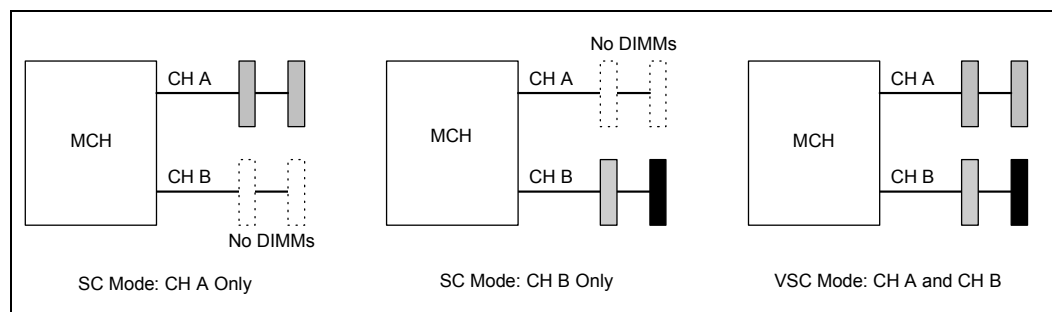 CH A
MCH
CH B
No DIMMs
SC Mode: CH A Only
No DIMMs
CH A
MCH
CH B
SC Mode: CH B Only
CH A
MCH
CH B
VSC Mode: CH A and CH B